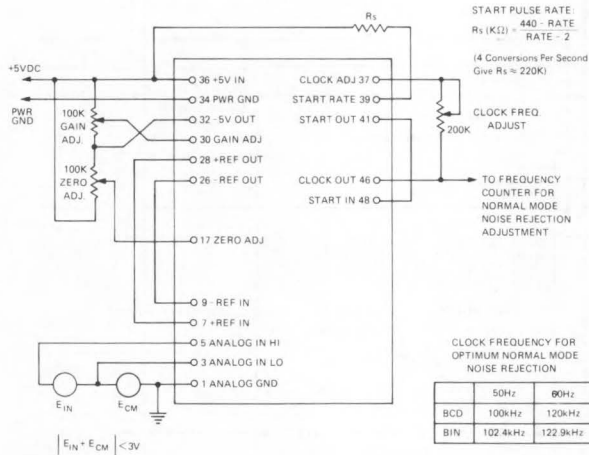 START PULSE RATE:
Rs (KΩ) = 440 - RATE
RATE - 2
(4 Conversions Per Second
Give Rs ≈ 220K)
Rs
+5VDC
PWR
GND
100K
GAIN
ADJ.
100K
ZERO
ADJ.
36 +5V IN
34 PWR GND
32 -5V OUT
30 GAIN ADJ
28 +REF OUT
26 -REF OUT
17 ZERO ADJ
9 -REF IN
7 +REF IN
5 ANALOG IN HI
3 ANALOG IN LO
1 ANALOG GND
CLOCK ADJ 37
START RATE 39
START OUT 41
CLOCK OUT 46
START IN 48
200K
CLOCK FREQ.
ADJUST
TO FREQUENCY
COUNTER FOR
NORMAL MODE
NOISE REJECTION
ADJUSTMENT
EIN
ECM
|EIN + ECM| <3V
CLOCK FREQUENCY FOR
OPTIMUM NORMAL MODE
NOISE REJECTION
50Hz 60Hz
BCD 100kHz 120kHz
BIN 102.4kHz 122.9kHz